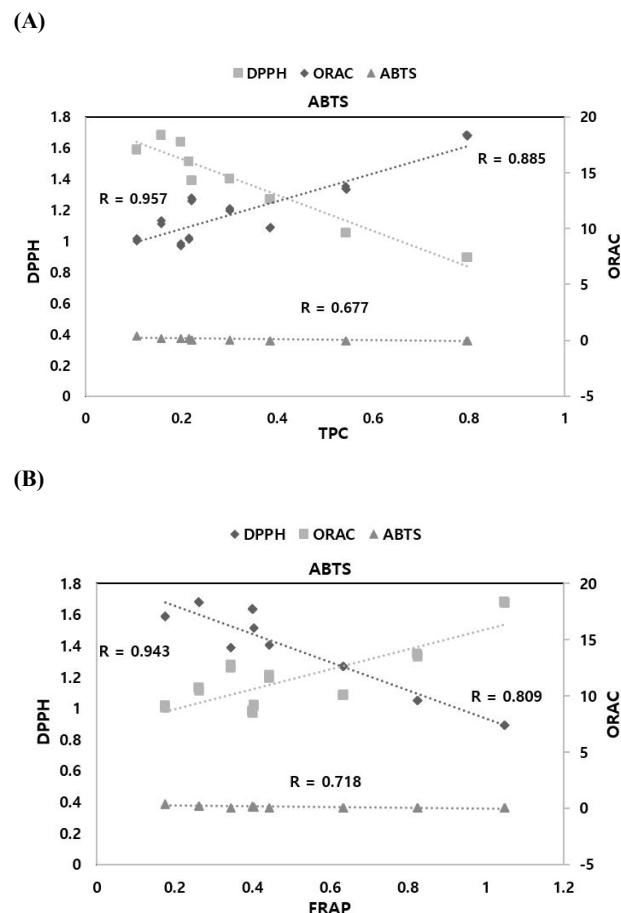 (A)
DPPH ORAC ABTS
ABTS
1.8 20
1.6
15
1.4
R = 0.885
1.2 R = 0.957 10
1
DPPH ORAC
0.8 5
0.6
R = 0.677
0.4 0
0.2
0 -5
0 0.2 0.4 0.6 0.8 1
TPC
(B)
DPPH ORAC ABTS
ABTS
1.8 20
1.6
15
1.4
R = 0.943
1.2 10
R = 0.809
1
DPPH ORAC
0.8 5
0.6
R = 0.718
0.4 0
0.2
0 -5
0 0.2 0.4 0.6 0.8 1 1.2
FRAP